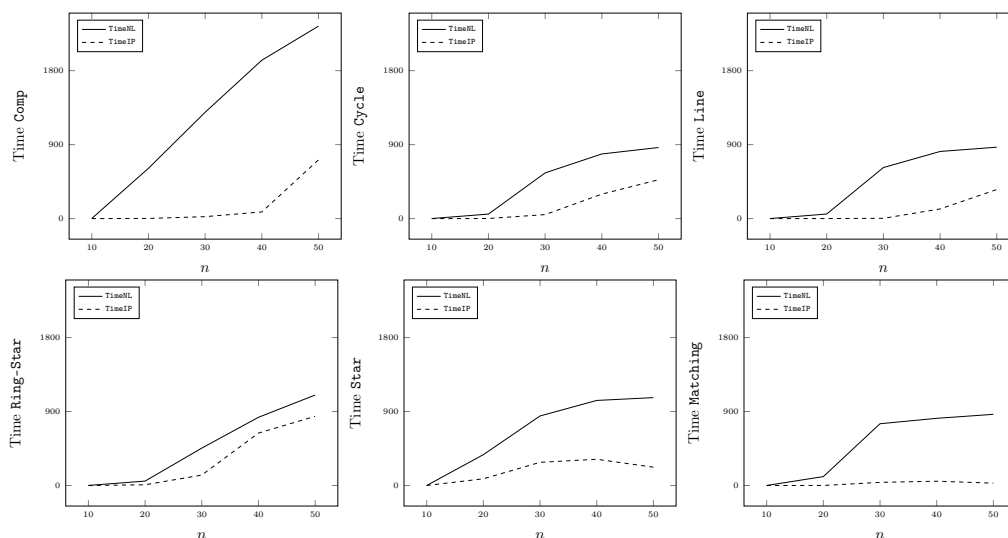 TimeNL
TimeIP
1800
900
0
Time Comp
10 20 30 40 50
n
TimeNL
TimeIP
1800
900
0
Time Cycle
10 20 30 40 50
n
TimeNL
TimeIP
1800
900
0
Time Line
10 20 30 40 50
n
TimeNL
TimeIP
1800
900
0
Time Ring-Star
10 20 30 40 50
n
TimeNL
TimeIP
1800
900
0
Time Star
10 20 30 40 50
n
TimeNL
TimeIP
1800
900
0
Time Matching
10 20 30 40 50
n